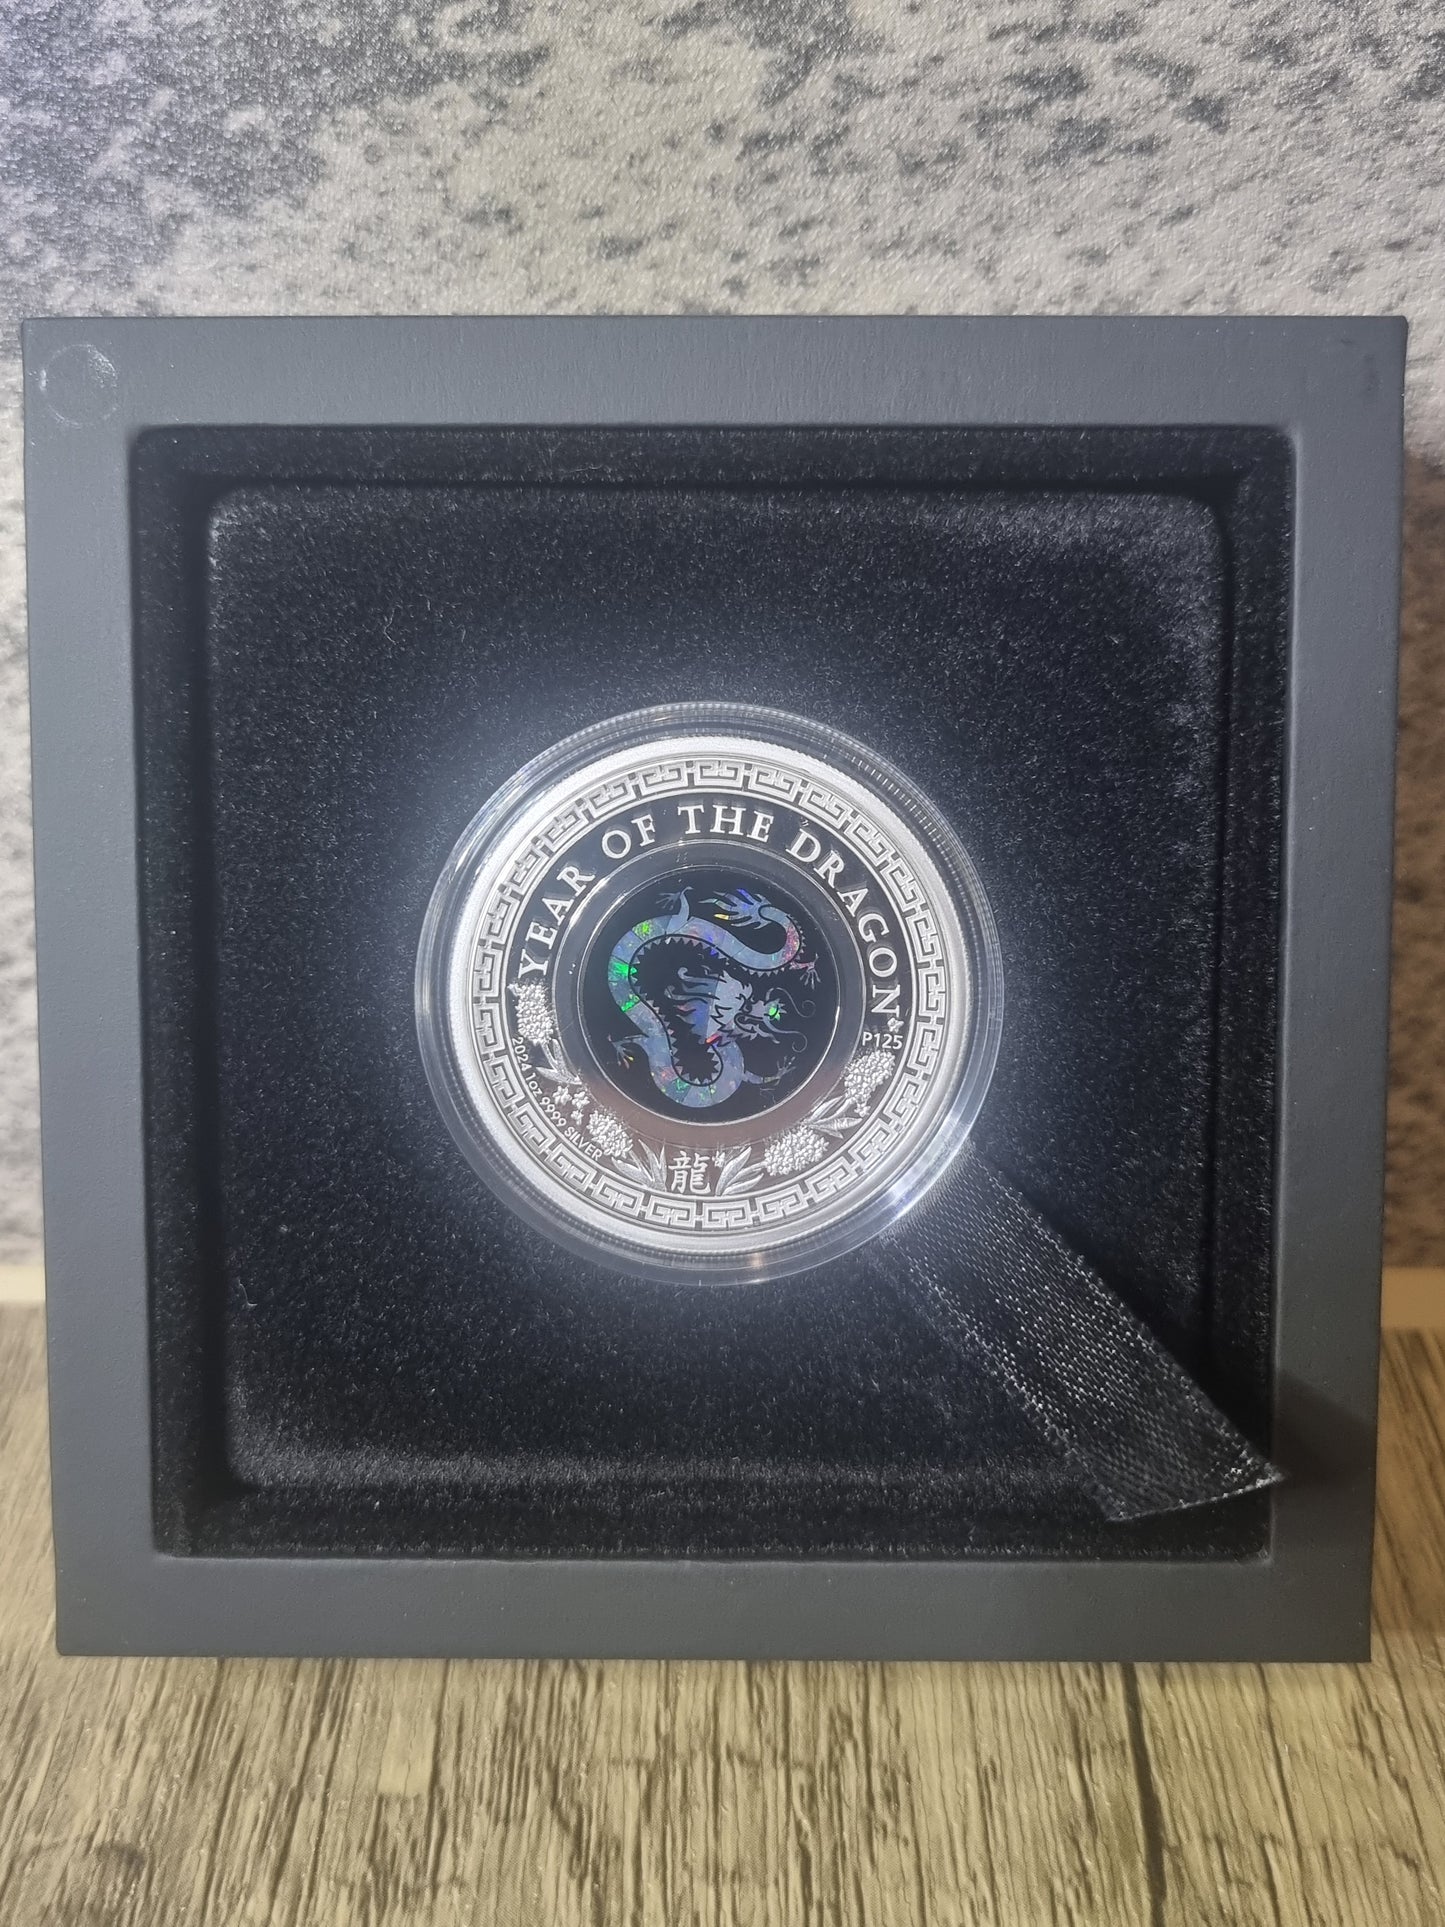 YEAR OF THE DRAGON
P125
2024 1oz 9999 SILVER
龍